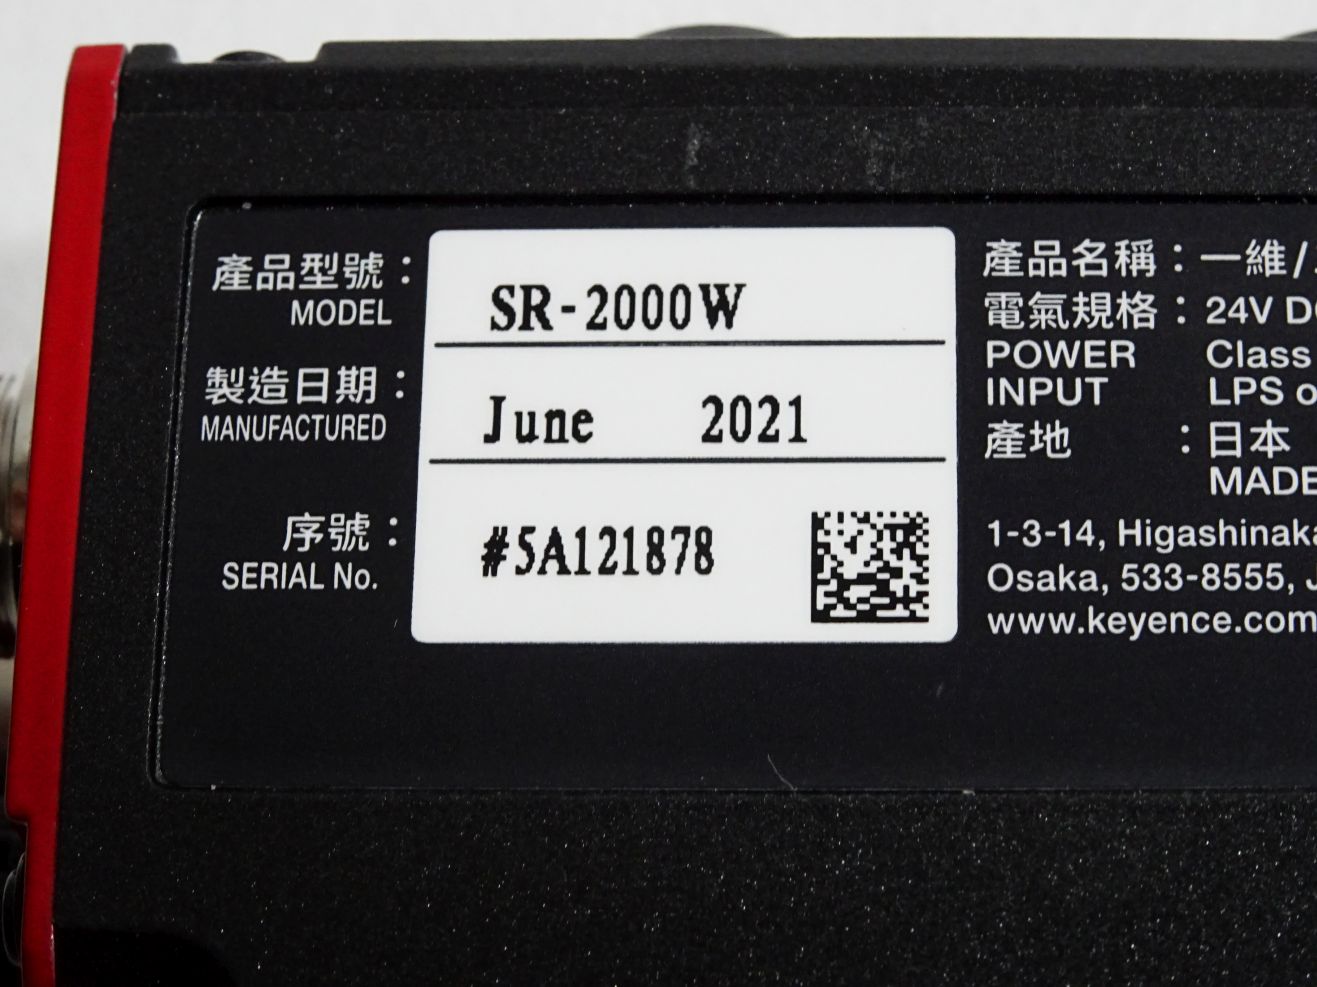 產品型號：
MODEL
SR-2000W
製造日期：
MANUFACTURED
June 2021
序號：
SERIAL No.
#5A121878
產品名稱：一維/
電氣規格：24V D
POWER Class
INPUT LPS o
產地 ：日本
MADE
1-3-14, Higashinaka
Osaka, 533-8555, J
www.keyence.com